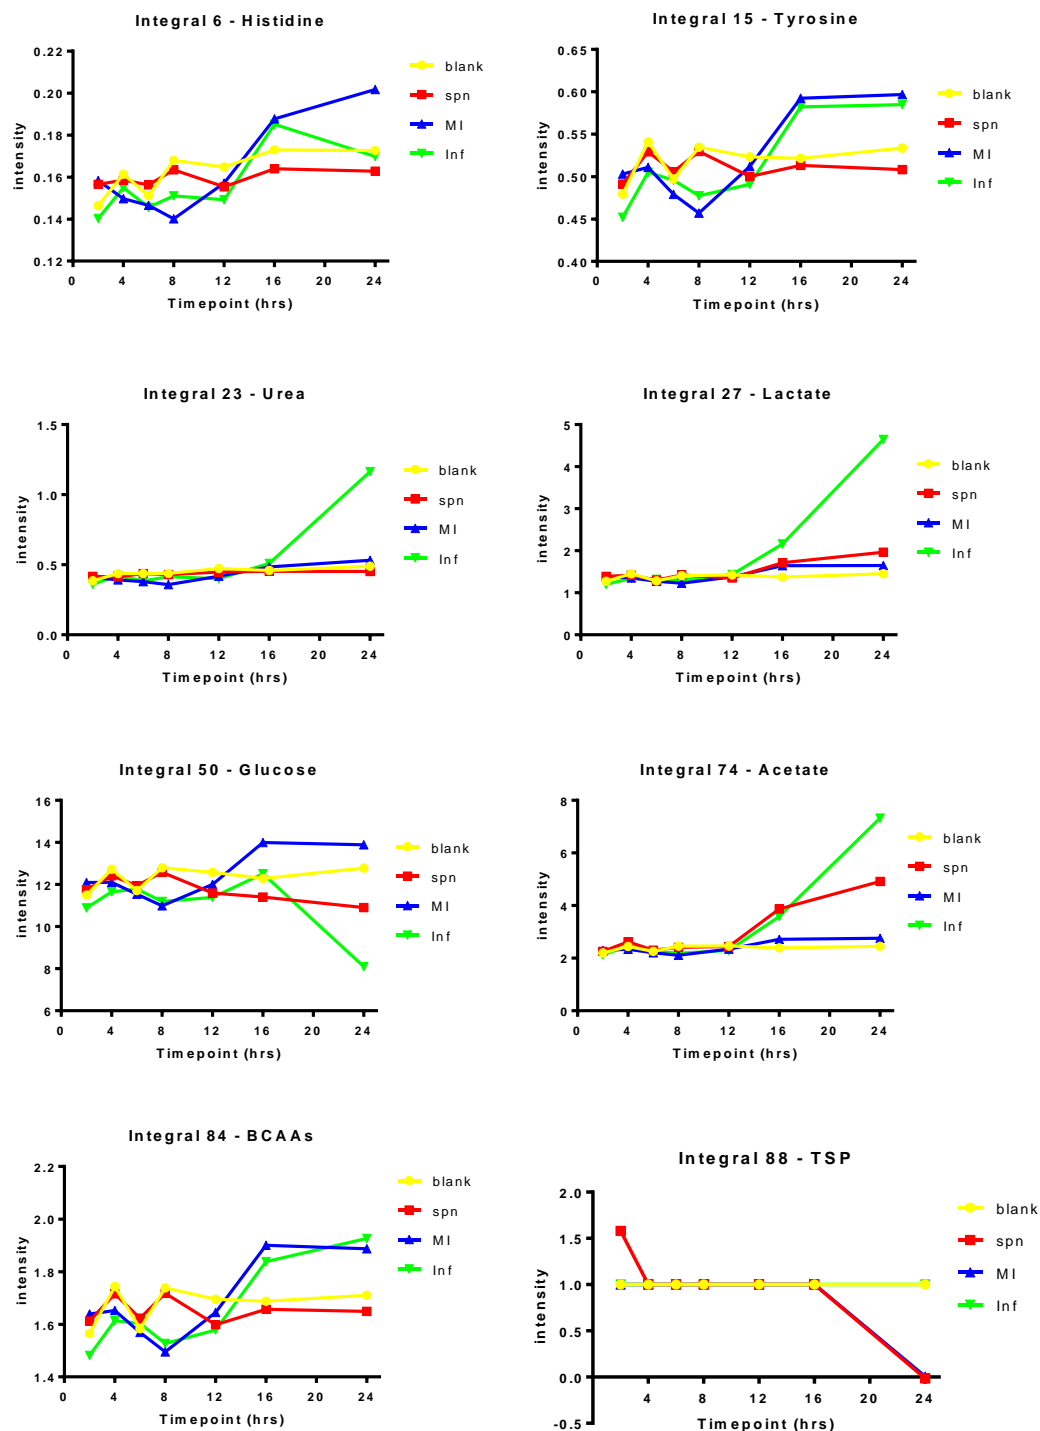 Integral 6 - Histidine
0.22
0.20
0.18
0.16
0.14
0.12
intensity
0 4 8 12 16 20 24
Timepoint (hrs)
blank
spn
MI
Inf
Integral 15 - Tyrosine
0.65
0.60
0.55
0.50
0.45
0.40
intensity
0 4 8 12 16 20 24
Timepoint (hrs)
blank
spn
MI
Inf
Integral 23 - Urea
1.5
1.0
0.5
0.0
intensity
0 4 8 12 16 20 24
Timepoint (hrs)
blank
spn
MI
Inf
Integral 27 - Lactate
5
4
3
2
1
0
intensity
0 4 8 12 16 20 24
Timepoint (hrs)
blank
spn
MI
Inf
Integral 50 - Glucose
16
14
12
10
8
6
intensity
0 4 8 12 16 20 24
Timepoint (hrs)
blank
spn
MI
Inf
Integral 74 - Acetate
8
6
4
2
0
intensity
0 4 8 12 16 20 24
Timepoint (hrs)
blank
spn
MI
Inf
Integral 84 - BCAAs
2.2
2.0
1.8
1.6
1.4
intensity
0 4 8 12 16 20 24
Timepoint (hrs)
blank
spn
MI
Inf
Integral 88 - TSP
2.0
1.5
1.0
0.5
0.0
-0.5
intensity
4 8 12 16 20 24
Timepoint (hrs)
blank
spn
MI
Inf